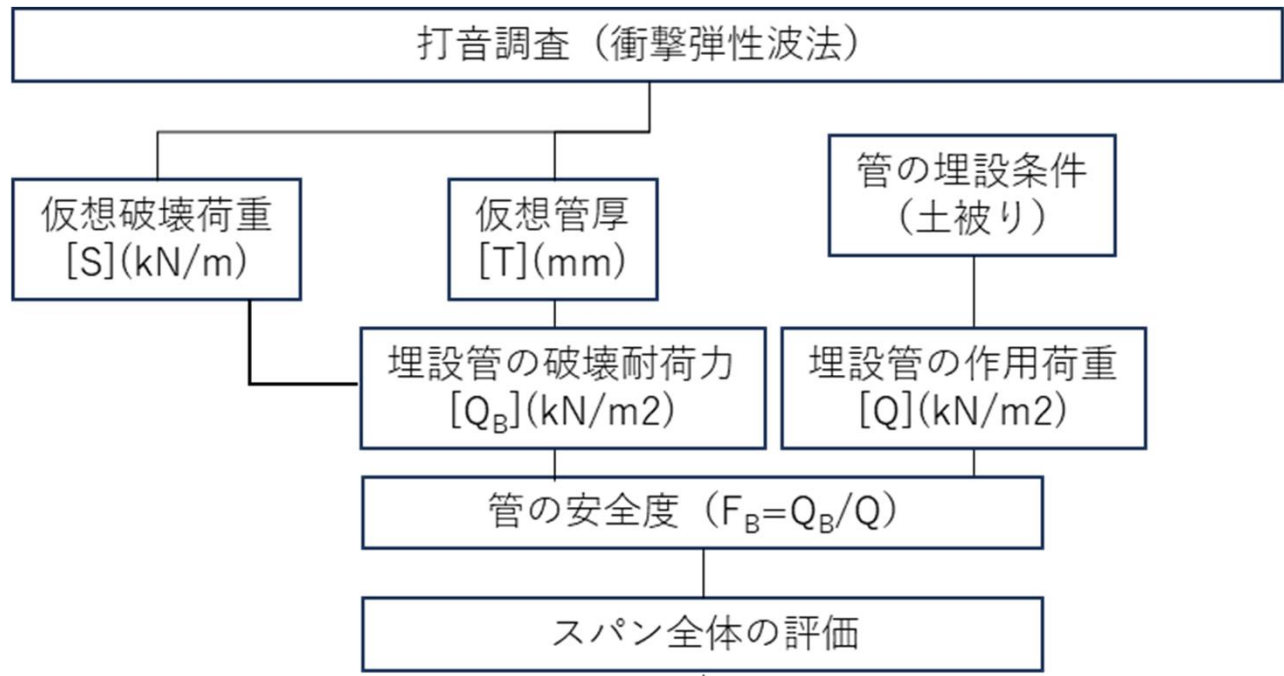 打音調査（衝撃弾性波法）
仮想破壊荷重
[S](kN/m)
仮想管厚
[T](mm)
管の埋設条件
（土被り）
埋設管の破壊耐荷力
[QB](kN/m2)
埋設管の作用荷重
[Q](kN/m2)
管の安全度（FB=QB/Q）
スパン全体の評価